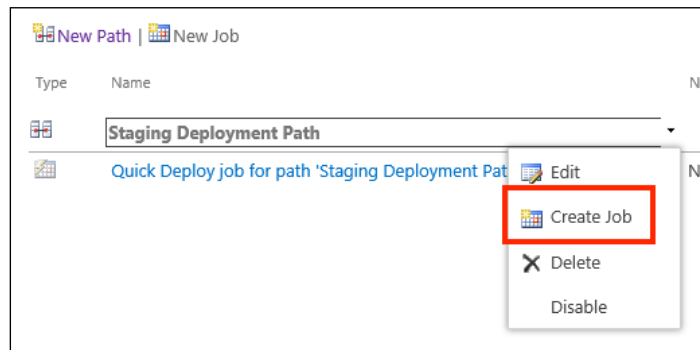 New Path | New Job
Type Name N
Staging Deployment Path
Quick Deploy job for path 'Staging Deployment Pat N
Edit
Create Job
Delete
Disable